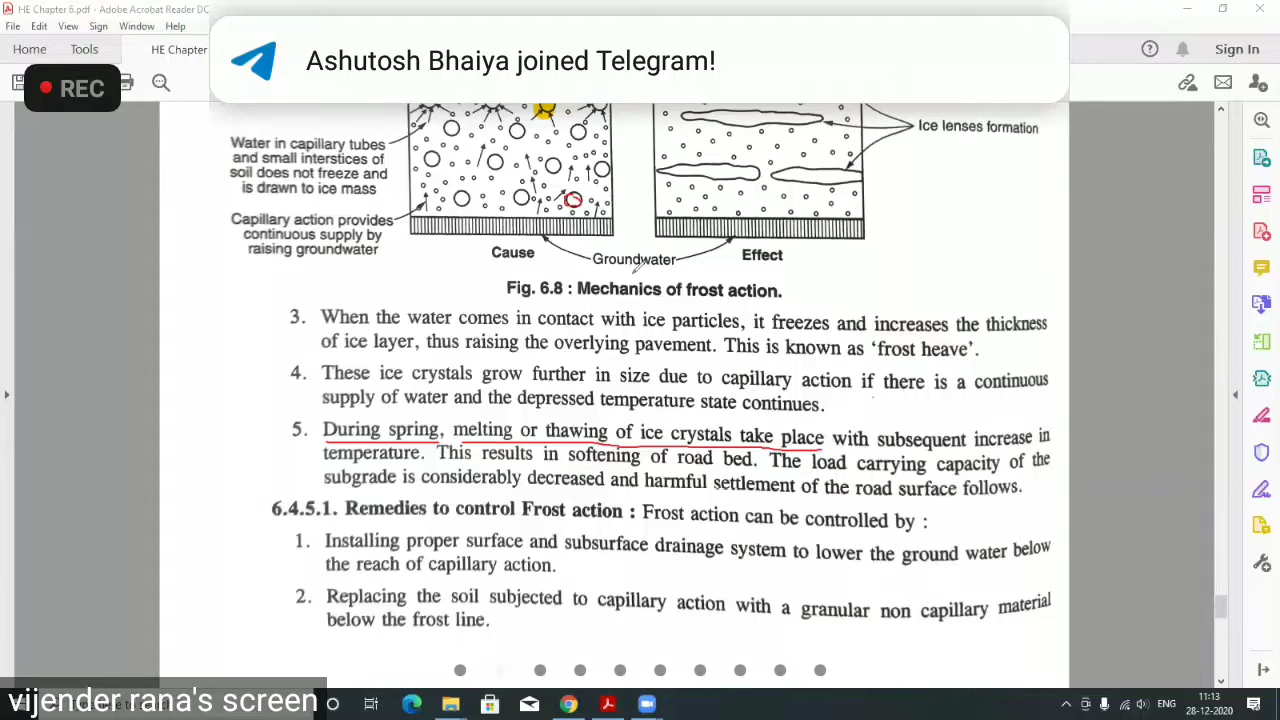 HE Chapter 6.pdf - Adobe Acrobat Reader DC
File Edit View Sign Window Help
Home Tools HE Chapter
Sign In
Ashutosh Bhaiya joined Telegram!
REC
Water in capillary tubes
and small interstices of
soil does not freeze and
is drawn to ice mass
Capillary action provides
continuous supply by
raising groundwater
Ice lenses formation
Cause
Groundwater
Effect
Fig. 6.8 : Mechanics of frost action.
3. When the water comes in contact with ice particles, it freezes and increases the thickness
of ice layer, thus raising the overlying pavement. This is known as ‘frost heave’.
4. These ice crystals grow further in size due to capillary action if there is a continuous
supply of water and the depressed temperature state continues.
5. During spring, melting or thawing of ice crystals take place with subsequent increase in
temperature. This results in softening of road bed. The load carrying capacity of the
subgrade is considerably decreased and harmful settlement of the road surface follows.
6.4.5.1. Remedies to control Frost action : Frost action can be controlled by :
1. Installing proper surface and subsurface drainage system to lower the ground water below
the reach of capillary action.
2. Replacing the soil subjected to capillary action with a granular non capillary material
below the frost line.
vijender.rana's screen
ENG
11:13
28-12-2020